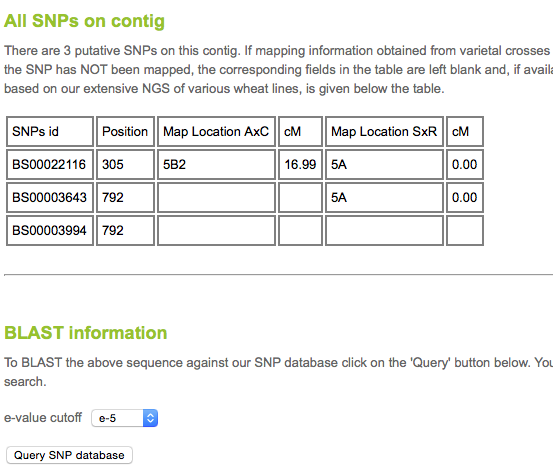 All SNPs on contig
There are 3 putative SNPs on this contig. If mapping information obtained from varietal crosses
the SNP has NOT been mapped, the corresponding fields in the table are left blank and, if
based on our extensive NGS of various wheat lines, is given below the table.
SNPs id Position Map Location AxC cM Map Location SxR cM
BS00022116 305 5B2 16.99 5A 0.00
BS00003643 792 5A 0.00
BS00003994 792
BLAST information
To BLAST the above sequence against our SNP database click on the 'Query' button below. You
search.
e-value cutoff e-5
Query SNP database